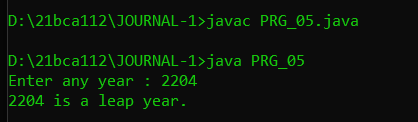 D:\21bca112\JOURNAL-1>javac PRG_05.java
D:\21bca112\JOURNAL-1>java PRG_05
Enter any year : 2204
2204 is a leap year.